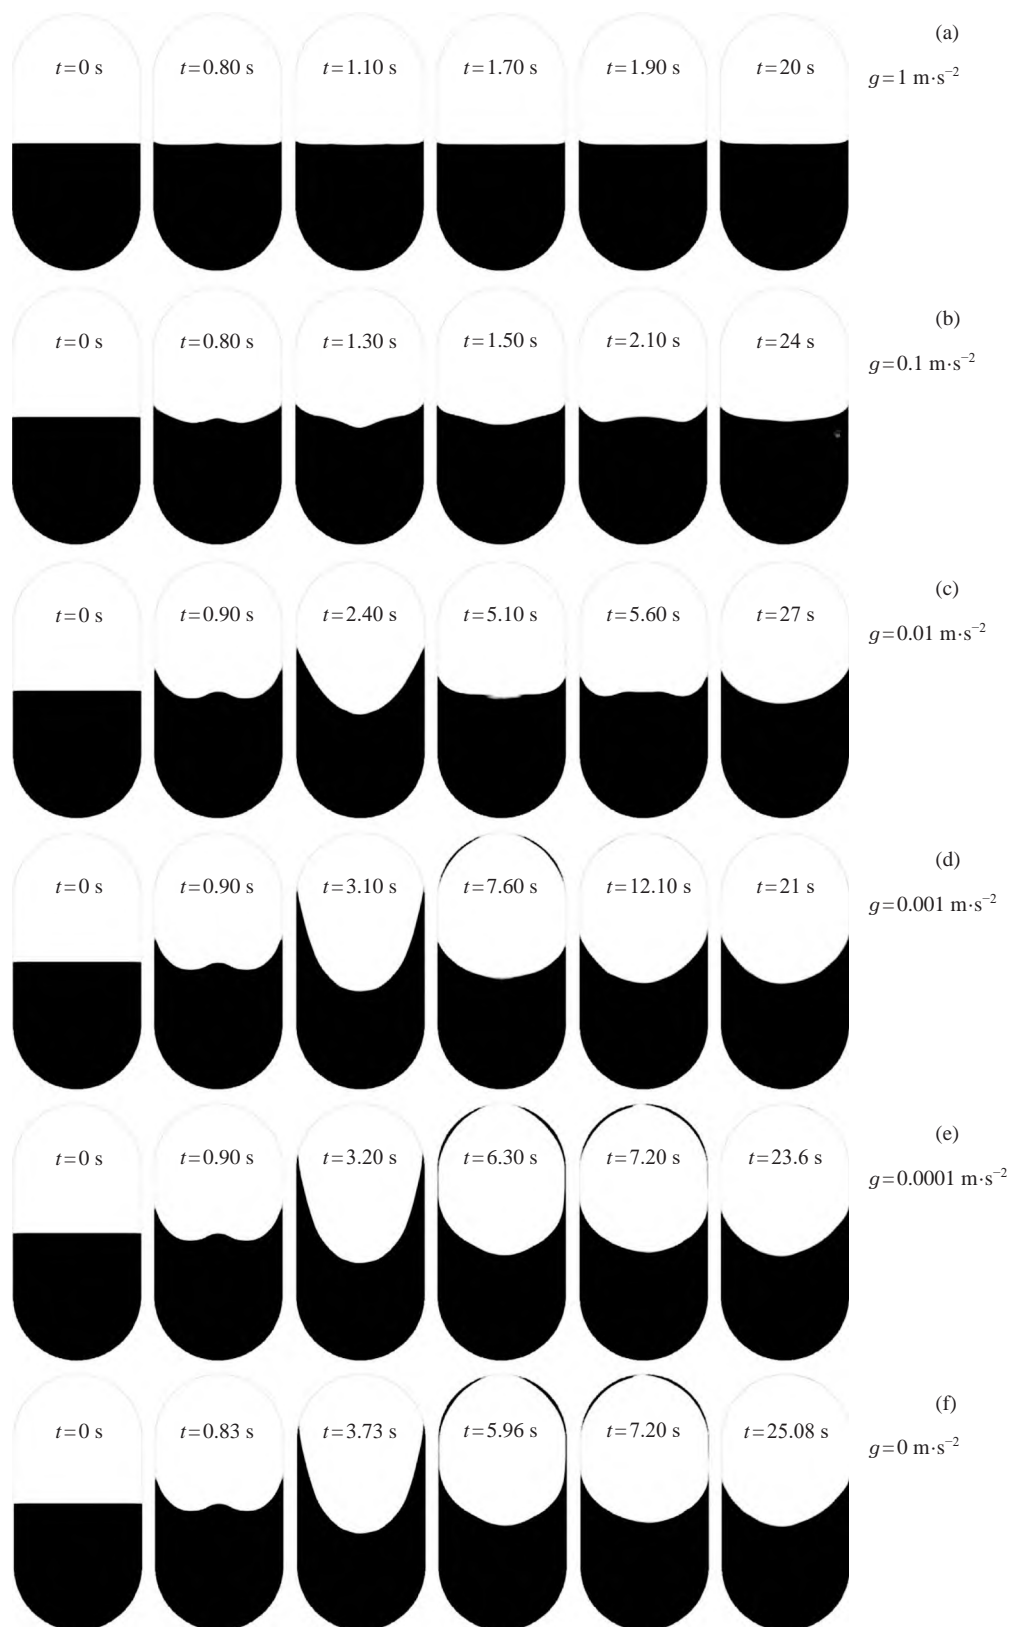 (a)
t=0 s t=0.80 s t=1.10 s t=1.70 s t=1.90 s t=20 s
g=1 m·s⁻²
(b)
t=0 s t=0.80 s t=1.30 s t=1.50 s t=2.10 s t=24 s
g=0.1 m·s⁻²
(c)
t=0 s t=0.90 s t=2.40 s t=5.10 s t=5.60 s t=27 s
g=0.01 m·s⁻²
(d)
t=0 s t=0.90 s t=3.10 s t=7.60 s t=12.10 s t=21 s
g=0.001 m·s⁻²
(e)
t=0 s t=0.90 s t=3.20 s t=6.30 s t=7.20 s t=23.6 s
g=0.0001 m·s⁻²
(f)
t=0 s t=0.83 s t=3.73 s t=5.96 s t=7.20 s t=25.08 s
g=0 m·s⁻²